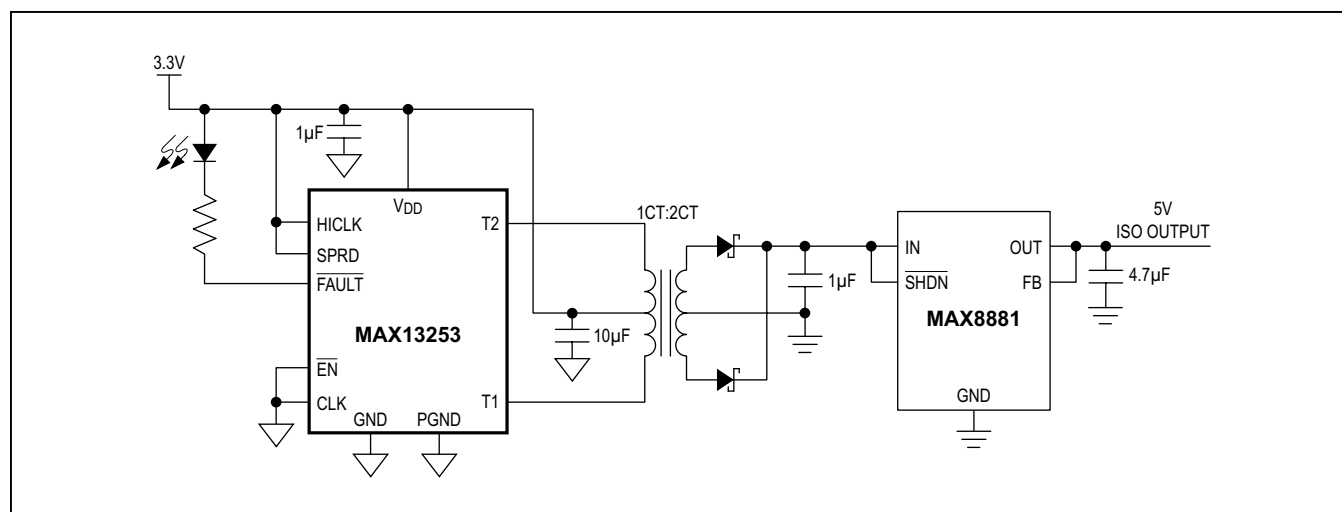 3.3V
1µF
VDD
HICLK
SPRD
FAULT
MAX13253
EN
CLK
GND
PGND
T2
T1
1CT:2CT
10µF
1µF
IN
SHDN
MAX8881
OUT
FB
GND
5V
ISO OUTPUT
4.7µF